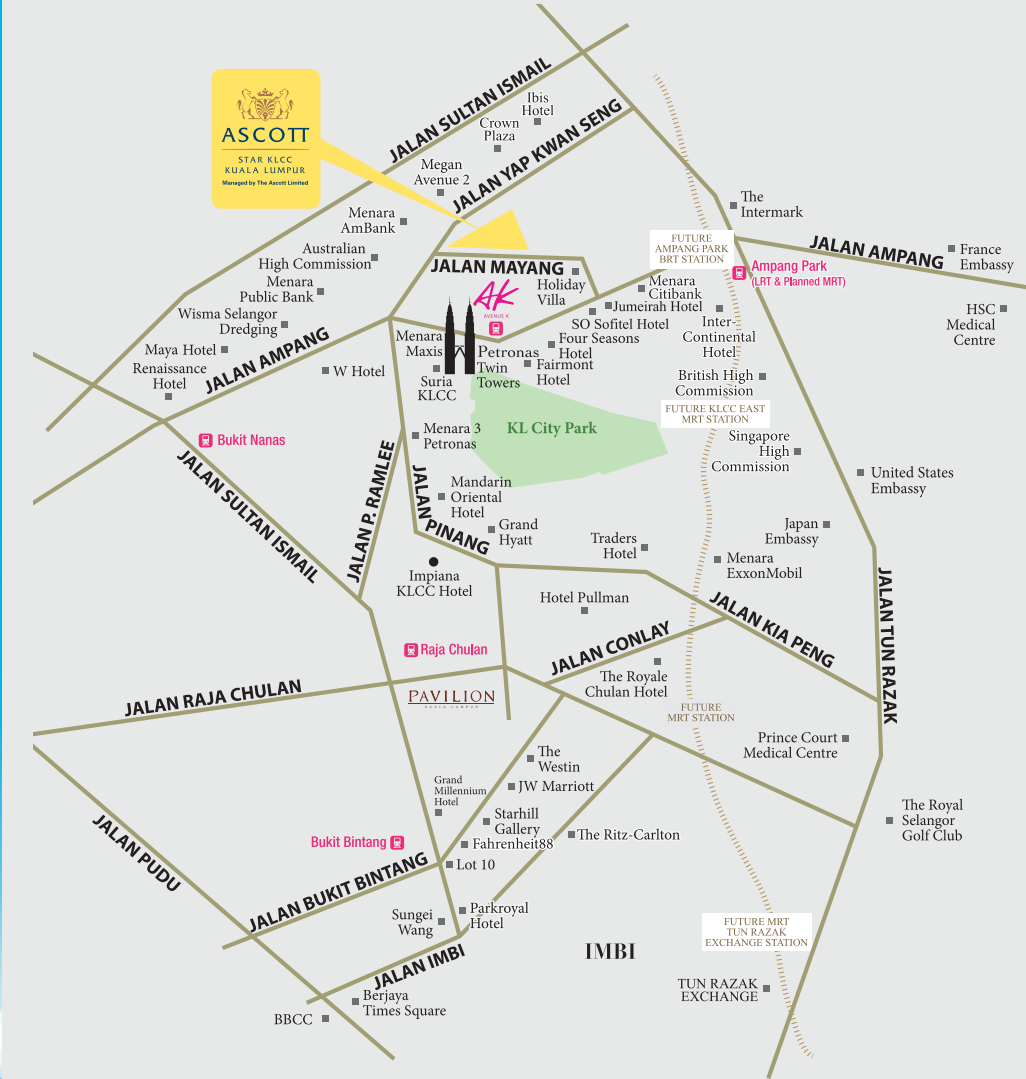 JALAN SULTAN ISMAIL
Ibis
Hotel
Crown
Plaza
JALAN YAP KWAN SENG
ASCOTT
STAR KLCC
KUALA LUMPUR
Managed by The Ascott Limited
Megan
Avenue 2
Menara
AmBank
The
Intermark
FUTURE
AMPANG PARK
BRT STATION
JALAN AMPANG
France
Embassy
Australian
High Commission
JALAN MAYANG
Ampang Park
(LRT & Planned MRT)
Menara
Public Bank
AK
AVENUE K
Holiday
Villa
Menara
Citibank
Jumeirah Hotel
HSC
Medical
Centre
Wisma Selangor
Dredging
SO Sofitel Hotel
Inter-
Continental
Hotel
Maya Hotel
JALAN AMPANG
Menara
Maxis
Petronas
Twin
Towers
Four Seasons
Hotel
Fairmont
Hotel
Renaissance
Hotel
W Hotel
Suria
KLCC
British High
Commission
FUTURE KLCC EAST
MRT STATION
Bukit Nanas
Menara 3
Petronas
KL City Park
Singapore
High
Commission
United States
Embassy
JALAN SULTAN ISMAIL
JALAN P. RAMLEE
JALAN
PINANG
Mandarin
Oriental
Hotel
Grand
Hyatt
Traders
Hotel
Japan
Embassy
Menara
ExxonMobil
Impiana
KLCC Hotel
Hotel Pullman
JALAN KIA PENG
JALAN TUN RAZAK
Raja Chulan
JALAN CONLAY
The Royale
Chulan Hotel
JALAN RAJA CHULAN
PAVILION
KUALA LUMPUR
FUTURE
MRT STATION
Prince Court
Medical Centre
The
Westin
JW Marriott
Grand
Millennium
Hotel
Starhill
Gallery
The Royal
Selangor
Golf Club
JALAN PUDU
Bukit Bintang
Fahrenheit88
The Ritz-Carlton
Lot 10
JALAN BUKIT BINTANG
Sungei
Wang
Parkroyal
Hotel
IMBI
FUTURE MRT
TUN RAZAK
EXCHANGE STATION
JALAN IMBI
TUN RAZAK
EXCHANGE
Berjaya
Times Square
BBCC